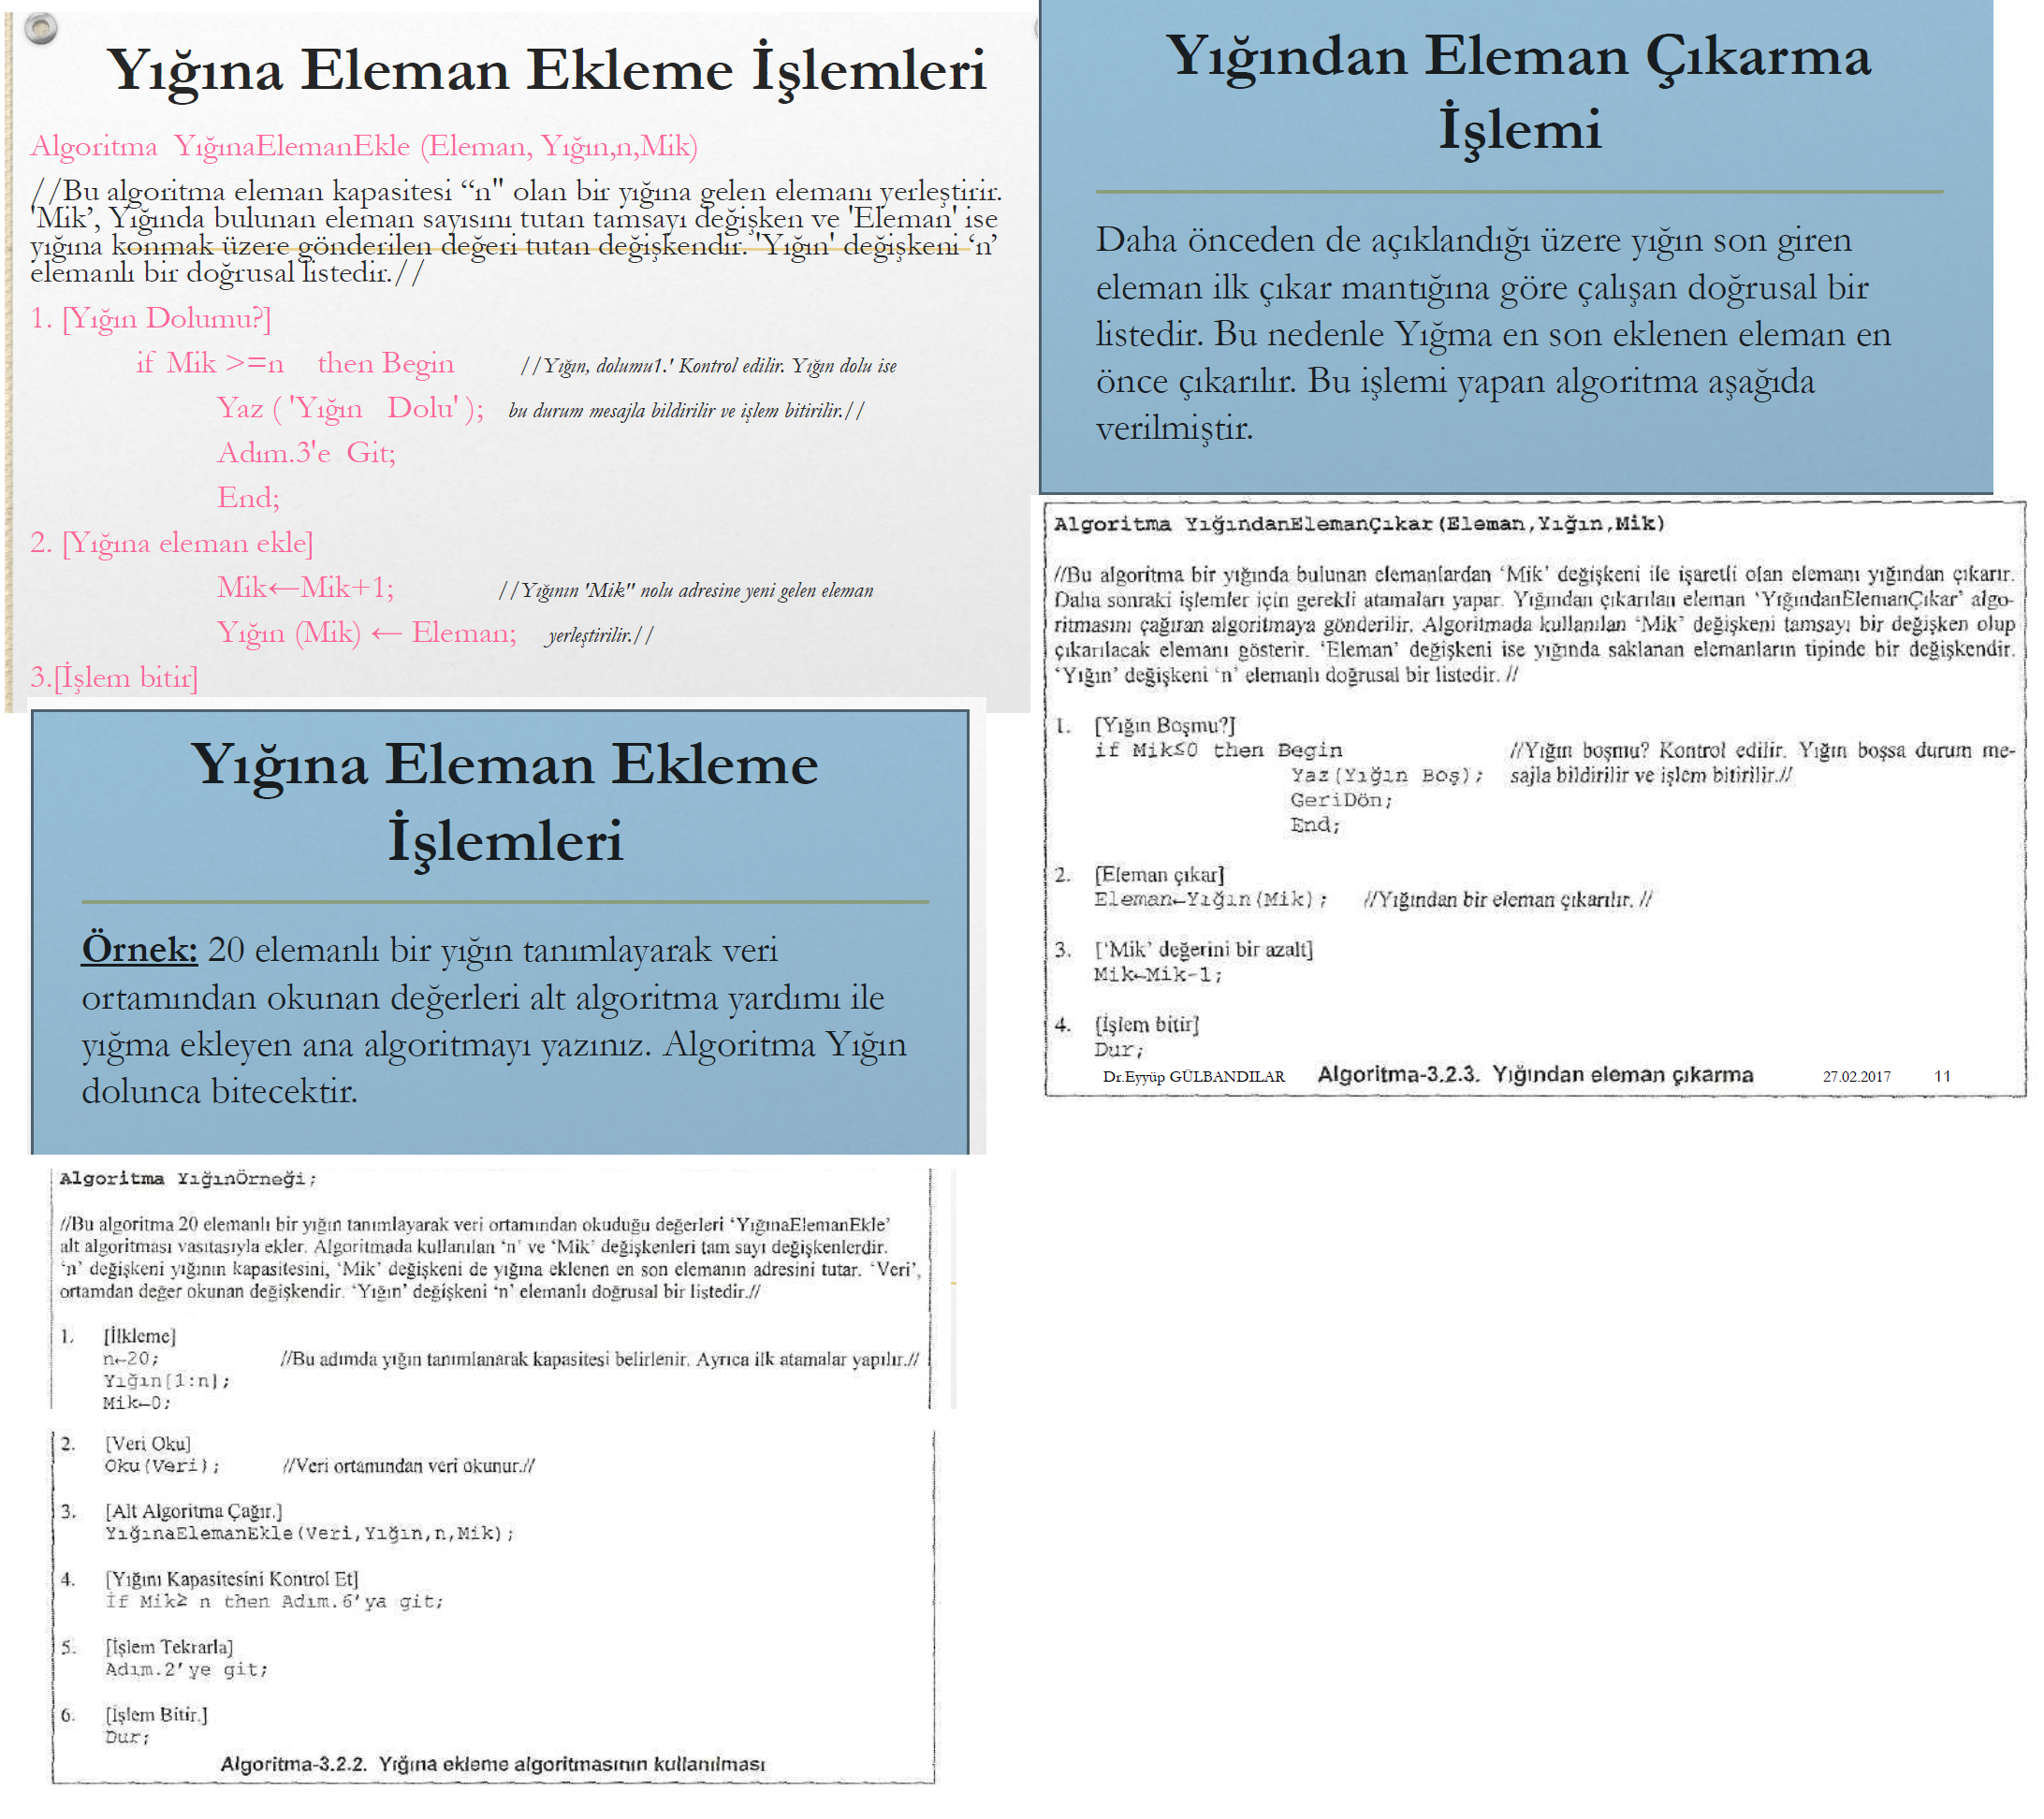 Yığına Eleman Ekleme İşlemleri
Algoritma YığınaElemanEkle (Eleman, Yığın,n,Mik)
//Bu algoritma eleman kapasitesi “n" olan bir yığına gelen elemanı yerleştirir.
'Mik’, Yığında bulunan eleman sayısını tutan tamsayı değişken ve 'Eleman' ise
yığına konmak üzere gönderilen değeri tutan değişkendir. 'Yığın' değişkeni ‘n’
elemanlı bir doğrusal listedir.//
1. [Yığın Dolumu?]
if Mik >=n then Begin //Yığın, dolumu1.' Kontrol edilir. Yığın dolu ise
Yaz ( 'Yığın Dolu' ); bu durum mesajla bildirilir ve işlem bitirilir.//
Adım.3'e Git;
End;
2. [Yığına eleman ekle]
Mik←Mik+1; //Yığının 'Mik" nolu adresine yeni gelen eleman
Yığın (Mik) ← Eleman; yerleştirilir.//
3.[İşlem bitir]
Yığına Eleman Ekleme
İşlemleri
Örnek: 20 elemanlı bir yığın tanımlayarak veri
ortamından okunan değerleri alt algoritma yardımı ile
yığma ekleyen ana algoritmayı yazınız. Algoritma Yığın
dolunca bitecektir.
Algoritma YığınÖrneği;
//Bu algoritma 20 elemanlı bir yığın tanımlayarak veri ortamından okuduğu değerleri ‘YığınaElemanEkle’
alt algoritması vasıtasıyla ekler. Algoritmada kullanılan ‘n’ ve ‘Mik’ değişkenleri tam sayı değişkenlerdir.
‘n’ değişkeni yığının kapasitesini, ‘Mik’ değişkeni de yığına eklenen en son elemanın adresini tutar. ‘Veri’,
ortamdan değer okunan değişkendir. ‘Yığın’ değişkeni ‘n’ elemanlı doğrusal bir listedir.//
1. [İlkleme]
n←20; //Bu adımda yığın tanımlanarak kapasitesi belirlenir. Ayrıca ilk atamalar yapılır.//
Yığın[1:n];
Mik←0;
2. [Veri Oku]
Oku(Veri); //Veri ortamından veri okunur.//
3. [Alt Algoritma Çağır.]
YığınaElemanEkle(Veri,Yığın,n,Mik);
4. [Yığını Kapasitesini Kontrol Et]
İf Mik≥ n then Adım.6’ya git;
5. [İşlem Tekrarla]
Adım.2’ye git;
6. [İşlem Bitir.]
Dur;
Algoritma-3.2.2. Yığına ekleme algoritmasının kullanılması
Yığından Eleman Çıkarma
İşlemi
Daha önceden de açıklandığı üzere yığın son giren
eleman ilk çıkar mantığına göre çalışan doğrusal bir
listedir. Bu nedenle Yığma en son eklenen eleman en
önce çıkarılır. Bu işlemi yapan algoritma aşağıda
verilmiştir.
Algoritma YığındanElemanÇıkar(Eleman,Yığın,Mik)
//Bu algoritma bir yığında bulunan elemanlardan ‘Mik’ değişkeni ile işaretli olan elemanı yığından çıkarır.
Daha sonraki işlemler için gerekli atamaları yapar. Yığından çıkarılan eleman ‘YığındanElemanÇıkar’ algo-
ritmasını çağıran algoritmaya gönderilir. Algoritmada kullanılan ‘Mik’ değişkeni tamsayı bir değişken olup
çıkarılacak elemanı gösterir. ‘Eleman’ değişkeni ise yığında saklanan elemanların tipinde bir değişkendir.
‘Yığın’ değişkeni ‘n’ elemanlı doğrusal bir listedir. //
1. [Yığın Boşmu?]
if Mik≤0 then Begin //Yığın boşmu? Kontrol edilir. Yığın boşsa durum me-
Yaz(Yığın Boş); sajla bildirilir ve işlem bitirilir.//
GeriDön;
End;
2. [Eleman çıkar]
Eleman←Yığın(Mik); //Yığından bir eleman çıkarılır. //
3. [‘Mik’ değerini bir azalt]
Mik←Mik-1;
4. [İşlem bitir]
Dur;
Dr.Eyyüp GÜLBANDILAR Algoritma-3.2.3. Yığından eleman çıkarma 27.02.2017 11